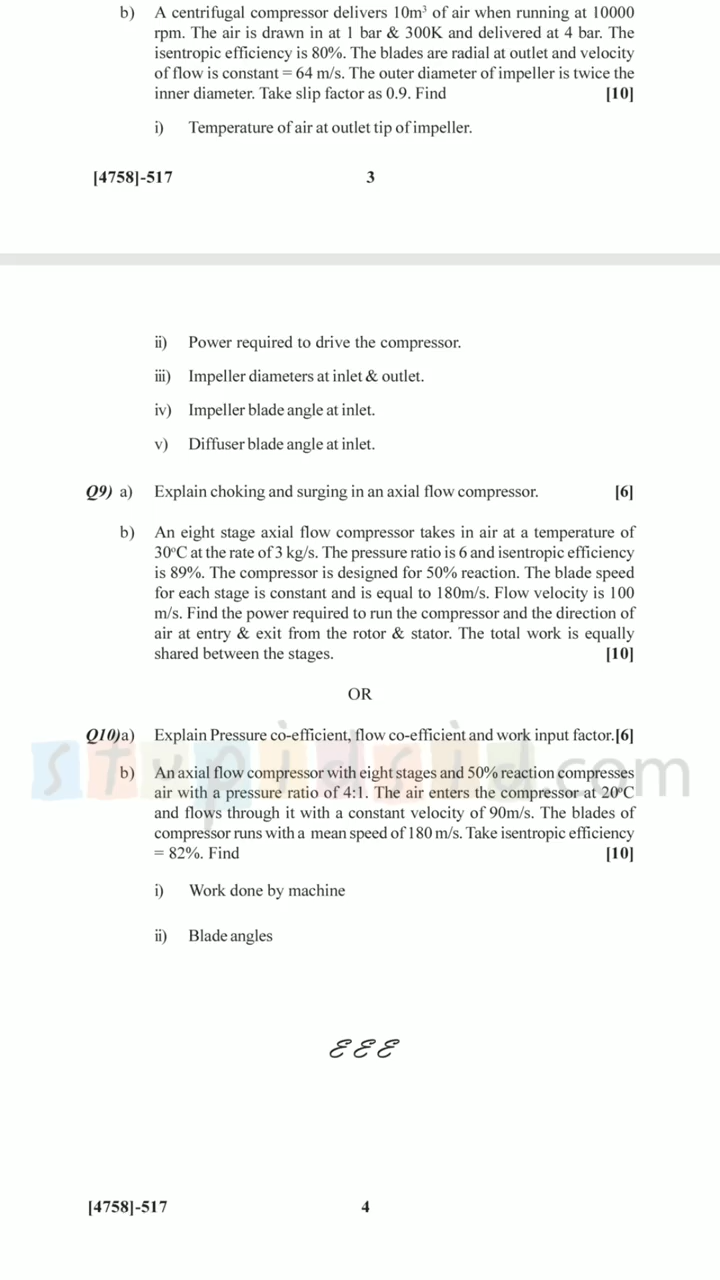 b) A centrifugal compressor delivers 10m³ of air when running at 10000
rpm. The air is drawn in at 1 bar & 300K and delivered at 4 bar. The
isentropic efficiency is 80%. The blades are radial at outlet and velocity
of flow is constant = 64 m/s. The outer diameter of impeller is twice the
inner diameter. Take slip factor as 0.9. Find [10]
i) Temperature of air at outlet tip of impeller.
[4758]-517 3
ii) Power required to drive the compressor.
iii) Impeller diameters at inlet & outlet.
iv) Impeller blade angle at inlet.
v) Diffuser blade angle at inlet.
Q9) a) Explain choking and surging in an axial flow compressor. [6]
b) An eight stage axial flow compressor takes in air at a temperature of
30°C at the rate of 3 kg/s. The pressure ratio is 6 and isentropic efficiency
is 89%. The compressor is designed for 50% reaction. The blade speed
for each stage is constant and is equal to 180m/s. Flow velocity is 100
m/s. Find the power required to run the compressor and the direction of
air at entry & exit from the rotor & stator. The total work is equally
shared between the stages. [10]
OR
Q10)a) Explain Pressure co-efficient, flow co-efficient and work input factor.[6]
stupidsid.com
b) An axial flow compressor with eight stages and 50% reaction compresses
air with a pressure ratio of 4:1. The air enters the compressor at 20°C
and flows through it with a constant velocity of 90m/s. The blades of
compressor runs with a mean speed of 180 m/s. Take isentropic efficiency
= 82%. Find [10]
i) Work done by machine
ii) Blade angles
ℰℰℰ
[4758]-517 4